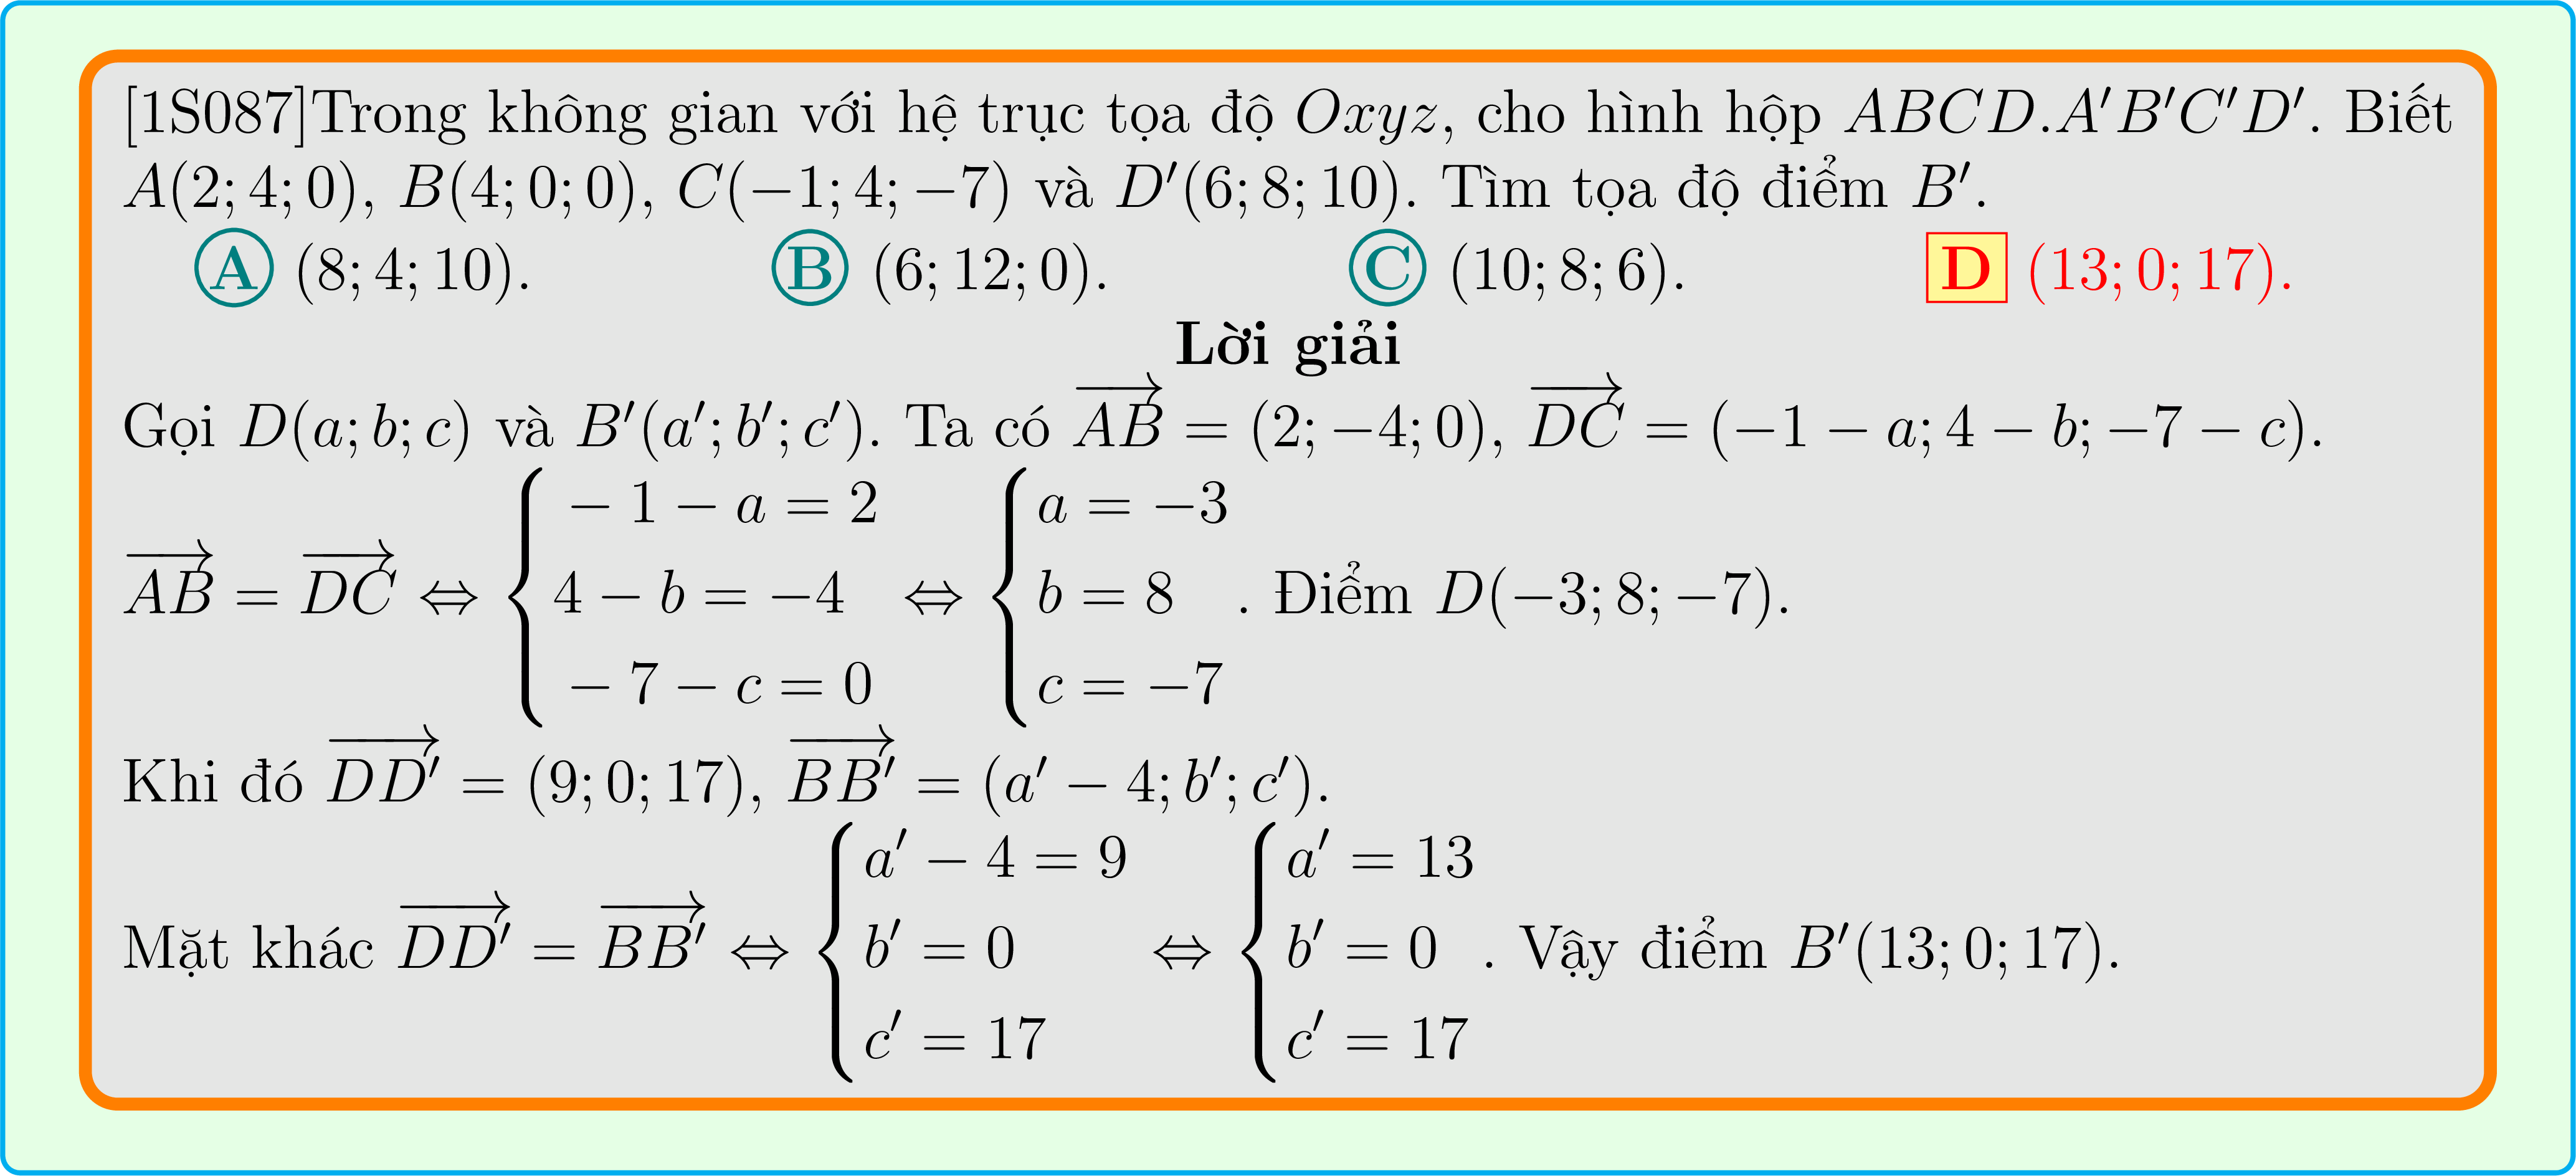 [1S087]Trong không gian với hệ trục tọa độ Oxyz, cho hình hộp ABCD.A′B′C′D′. Biết
A(2; 4; 0), B(4; 0; 0), C(−1; 4; −7) và D′(6; 8; 10). Tìm tọa độ điểm B′.
A (8; 4; 10). B (6; 12; 0). C (10; 8; 6). D (13; 0; 17).
Lời giải
Gọi D(a; b; c) và B′(a′; b′; c′). Ta có $\overrightarrow{AB}$ = (2; −4; 0), $\overrightarrow{DC}$ = (−1 − a; 4 − b; −7 − c).
$\overrightarrow{AB} = \overrightarrow{DC} \Leftrightarrow \begin{cases} -1 - a = 2 \\ 4 - b = -4 \\ -7 - c = 0 \end{cases} \Leftrightarrow \begin{cases} a = -3 \\ b = 8 \\ c = -7 \end{cases}$. Điểm D(−3; 8; −7).
Khi đó $\overrightarrow{DD'}$ = (9; 0; 17), $\overrightarrow{BB'}$ = (a′ − 4; b′; c′).
Mặt khác $\overrightarrow{DD'} = \overrightarrow{BB'} \Leftrightarrow \begin{cases} a' - 4 = 9 \\ b' = 0 \\ c' = 17 \end{cases} \Leftrightarrow \begin{cases} a' = 13 \\ b' = 0 \\ c' = 17 \end{cases}$. Vậy điểm B′(13; 0; 17).